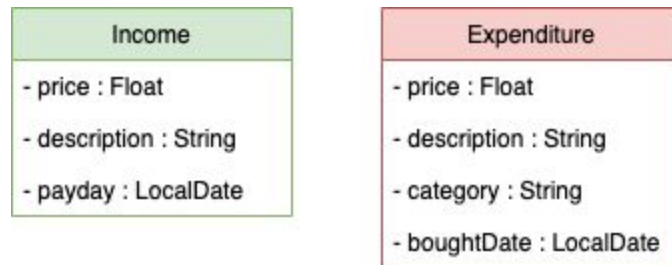 Income
- price : Float
- description : String
- payday : LocalDate
Expenditure
- price : Float
- description : String
- category : String
- boughtDate : LocalDate